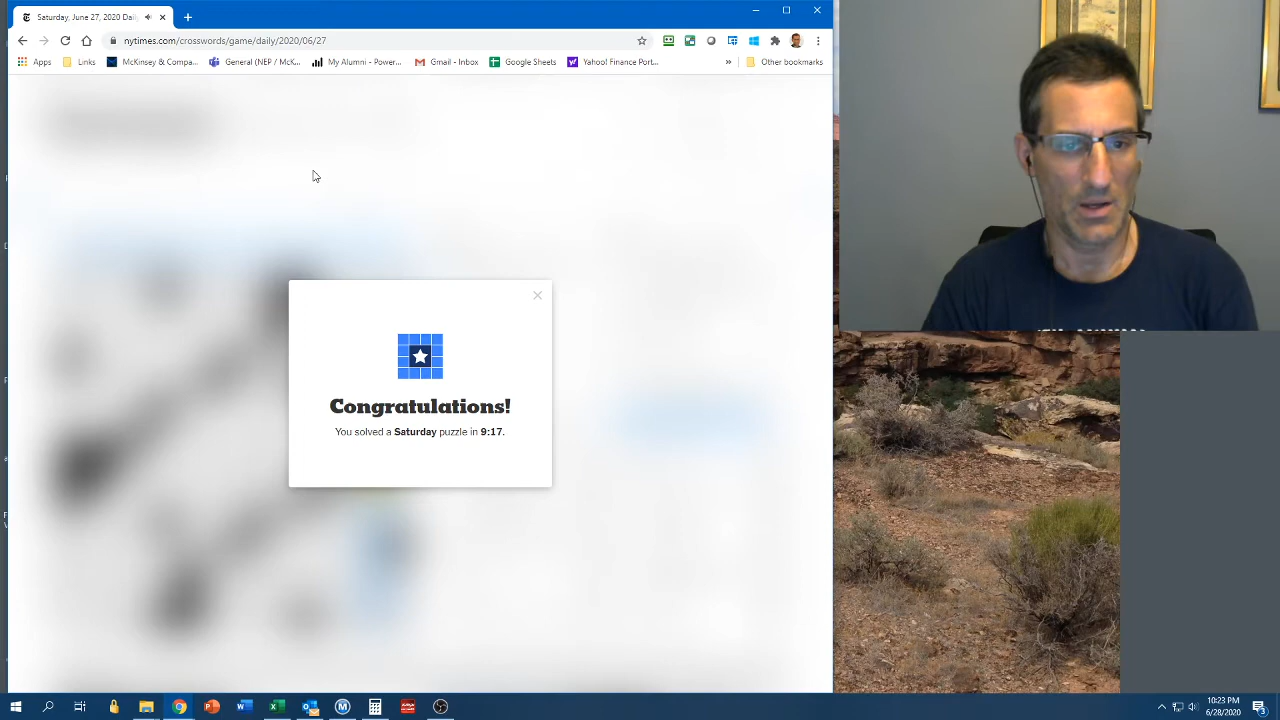 Saturday, June 27, 2020 Daily
nytimes.com/crosswords/game/daily/2020/06/27
Apps Links McKinsey & Compa... General (NEP / McK... My Alumni - Power... Gmail - Inbox Google Sheets Yahoo! Finance Port... » Other bookmarks
Congratulations!
You solved a Saturday puzzle in 9:17.
10:23 PM
6/28/2020
3